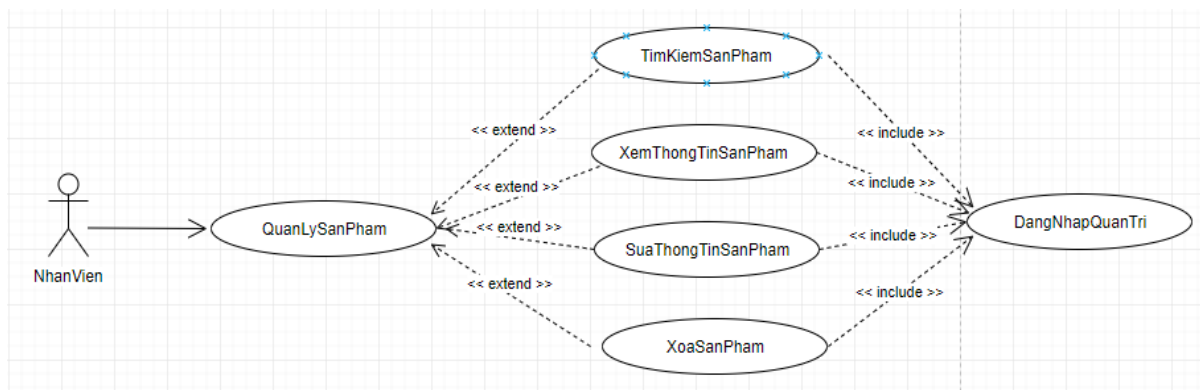 TimKiemSanPham
<< extend >>
<< include >>
XemThongTinSanPham
<< extend >>
<< include >>
QuanLySanPham
<< extend >>
SuaThongTinSanPham
<< include >>
DangNhapQuanTri
NhanVien
<< extend >>
<< include >>
XoaSanPham